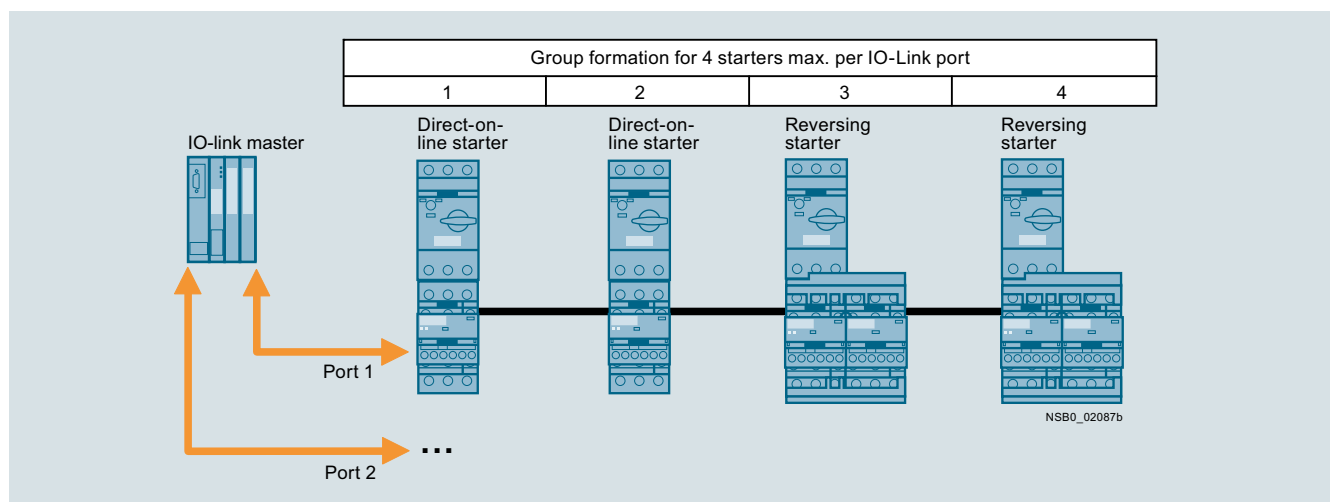 Group formation for 4 starters max. per IO-Link port
1 2 3 4
IO-link master
Direct-on-
line starter
Direct-on-
line starter
Reversing
starter
Reversing
starter
Port 1
Port 2
...
NSB0_02087b